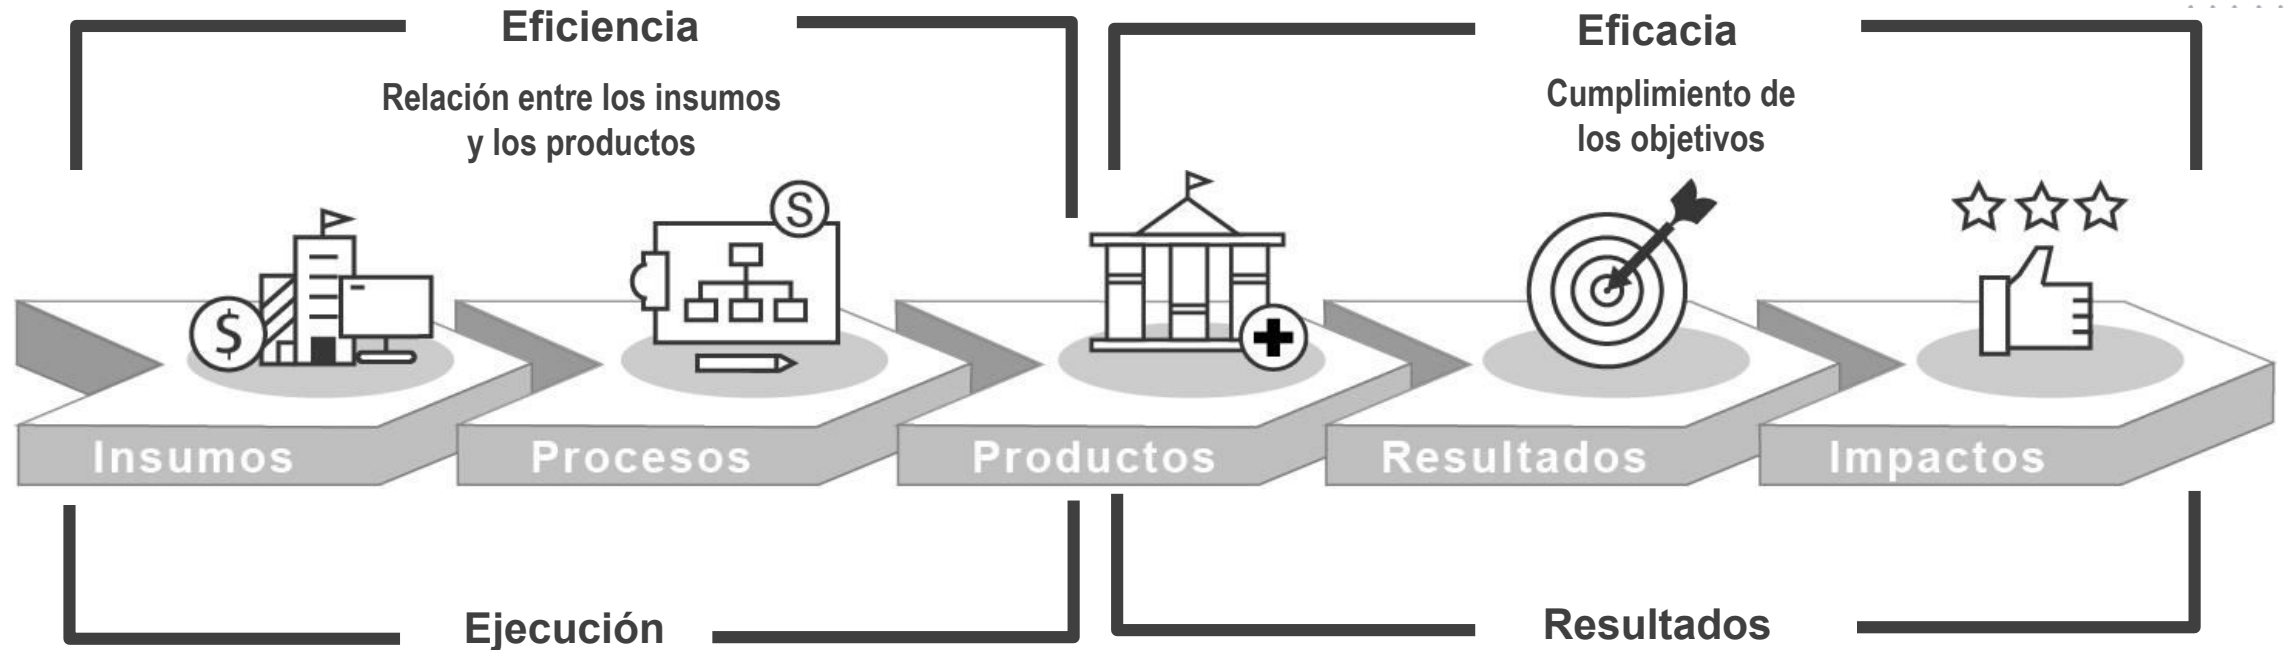 Eficiencia
Relación entre los insumos
y los productos
Eficacia
Cumplimiento de
los objetivos
$
S
Insumos
Procesos
Productos
Resultados
Impactos
Ejecución
Resultados